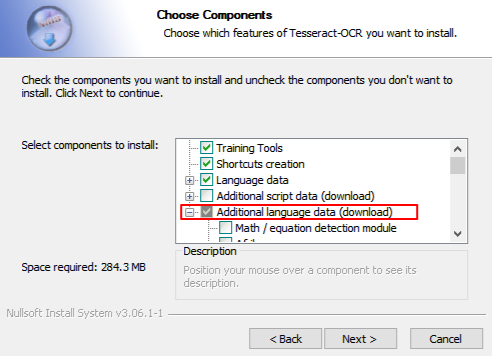 Choose Components
Choose which features of Tesseract-OCR you want to install.
Check the components you want to install and uncheck the components you don't want to
install. Click Next to continue.
Select components to install:
Training Tools
Shortcuts creation
Language data
Additional script data (download)
Additional language data (download)
Math / equation detection module
Space required: 284.3 MB
Description
Position your mouse over a component to see its
description.
Nullsoft Install System v3.06.1-1
< Back
Next >
Cancel